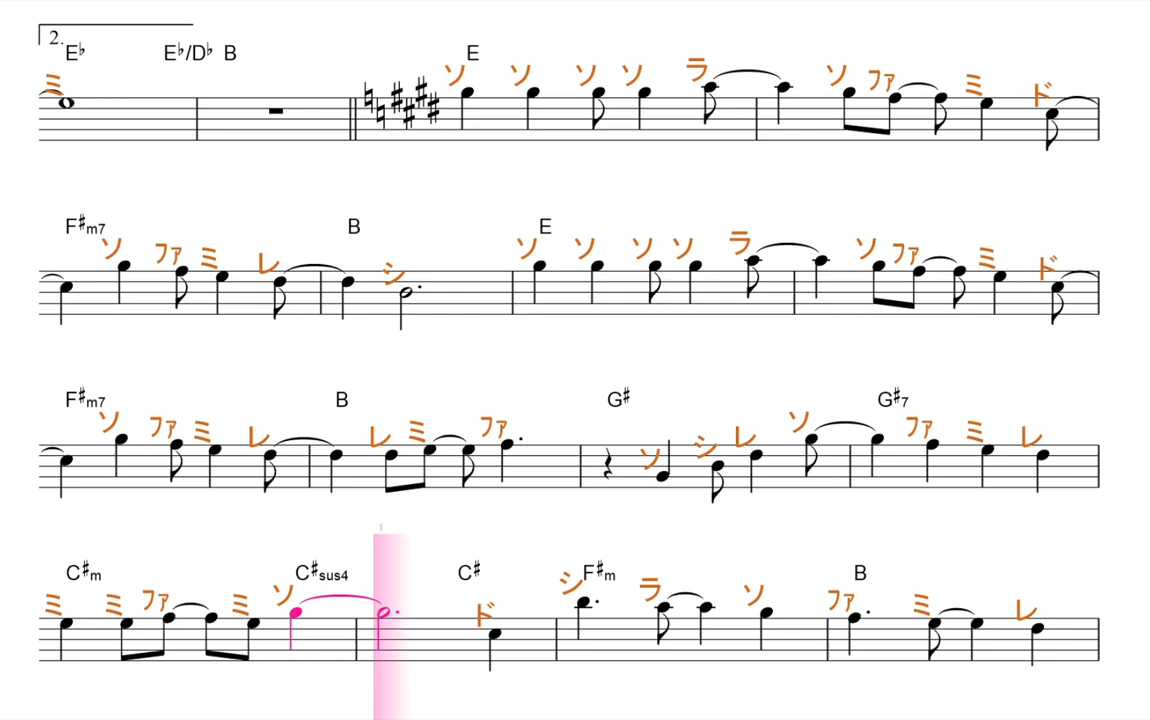 2.
E♭ E♭/D♭ B E
ミ ソ ソ ソ ソ ラ ソ ファ ミ ド
F♯m7 B E
ソ ファ ミ レ シ ソ ソ ソ ソ ラ ソ ファ ミ ド
F♯m7 B G♯ G♯7
ソ ファ ミ レ レ ミ ファ ソ シ レ ソ ファ ミ レ
C♯m C♯sus4 C♯ F♯m B
ミ ミ ファ ミ ソ ド シ ラ ソ ファ ミ レ